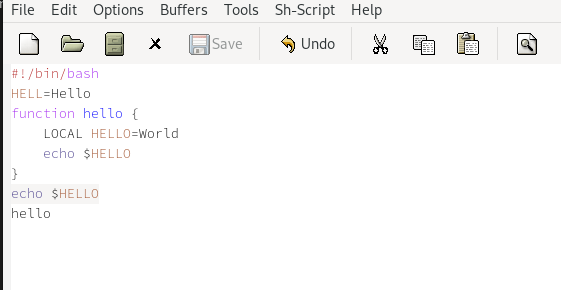 File Edit Options Buffers Tools Sh-Script Help
Save Undo
#!/bin/bash
HELL=Hello
function hello {
    LOCAL HELLO=World
    echo $HELLO
}
echo $HELLO
hello